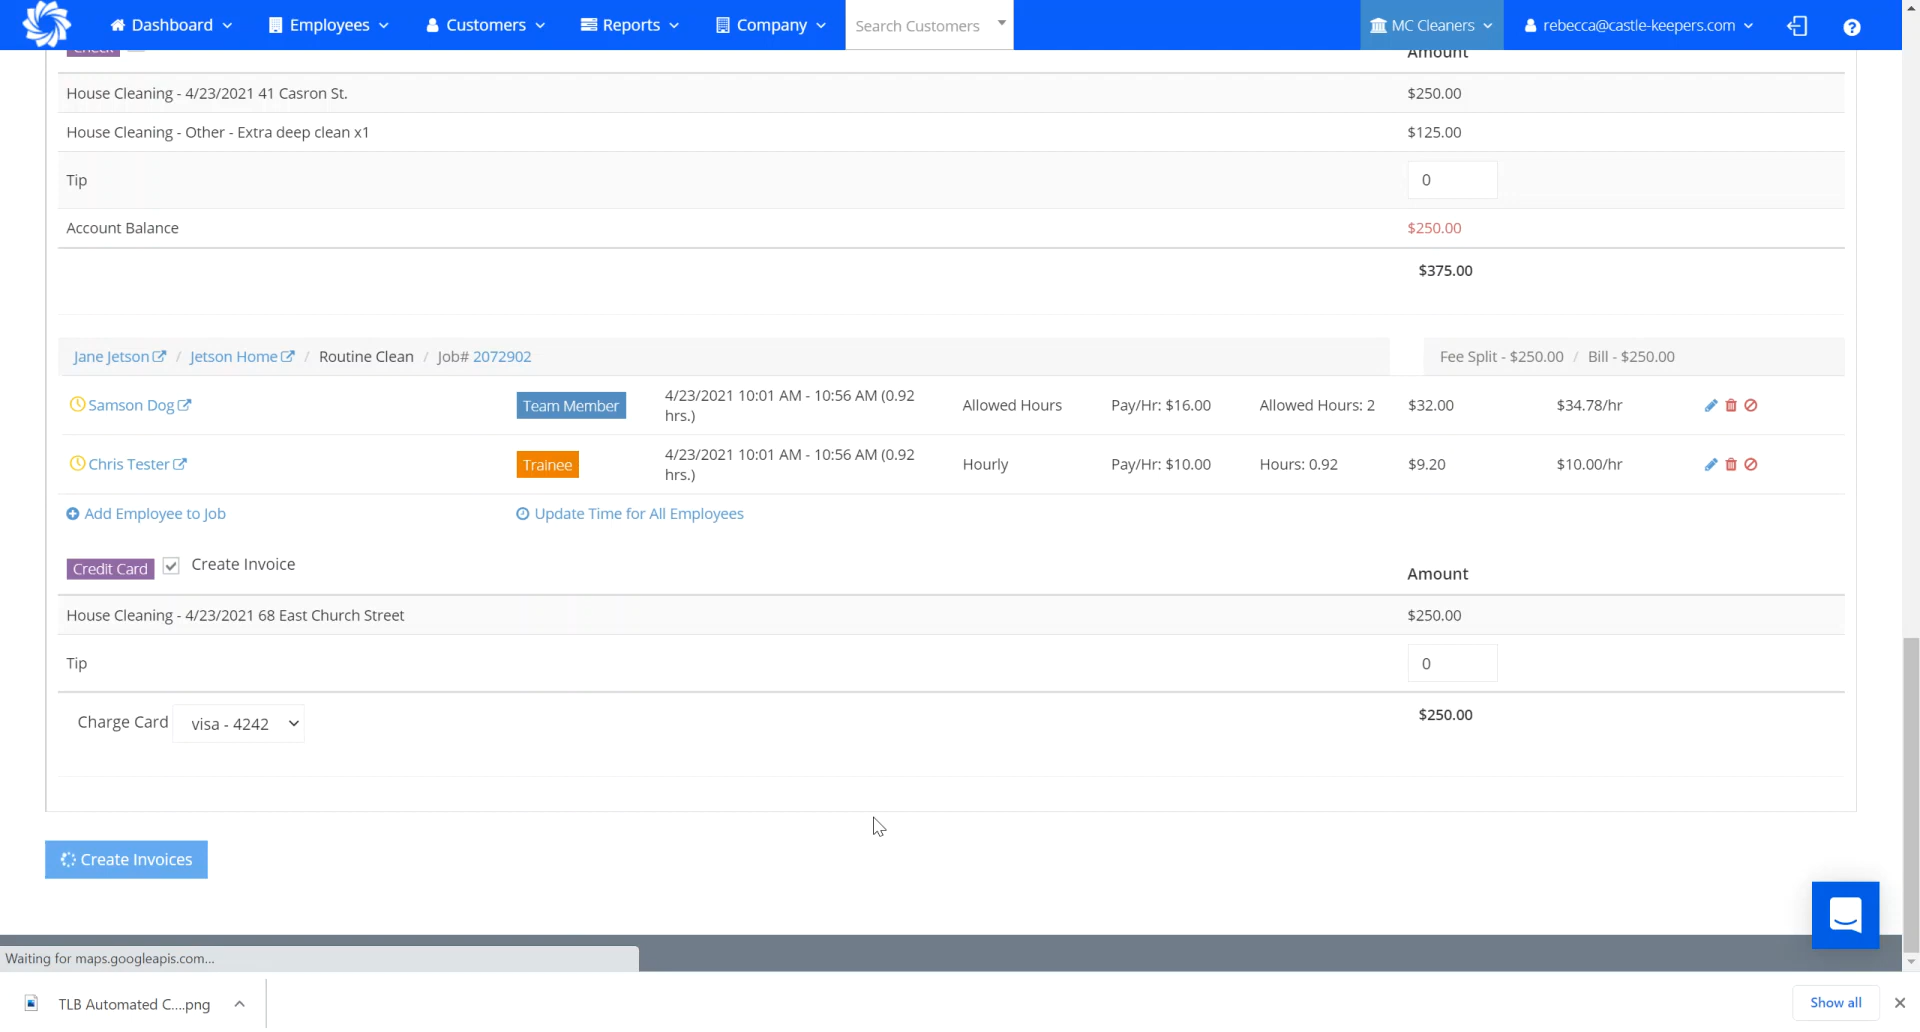 Dashboard
Employees
Customers
Reports
Company
Search Customers
MC Cleaners
rebecca@castle-keepers.com
Check
Amount
House Cleaning - 4/23/2021 41 Casron St.
$250.00
House Cleaning - Other - Extra deep clean x1
$125.00
Tip
0
Account Balance
$250.00
$375.00
Jane Jetson / Jetson Home / Routine Clean / Job# 2072902
Fee Split - $250.00 / Bill - $250.00
Samson Dog
Team Member
4/23/2021 10:01 AM - 10:56 AM (0.92
hrs.)
Allowed Hours
Pay/Hr: $16.00
Allowed Hours: 2
$32.00
$34.78/hr
Chris Tester
Trainee
4/23/2021 10:01 AM - 10:56 AM (0.92
hrs.)
Hourly
Pay/Hr: $10.00
Hours: 0.92
$9.20
$10.00/hr
Add Employee to Job
Update Time for All Employees
Credit Card
Create Invoice
Amount
House Cleaning - 4/23/2021 68 East Church Street
$250.00
Tip
0
Charge Card
visa - 4242
$250.00
Create Invoices
Waiting for maps.googleapis.com...
TLB Automated C....png
Show all